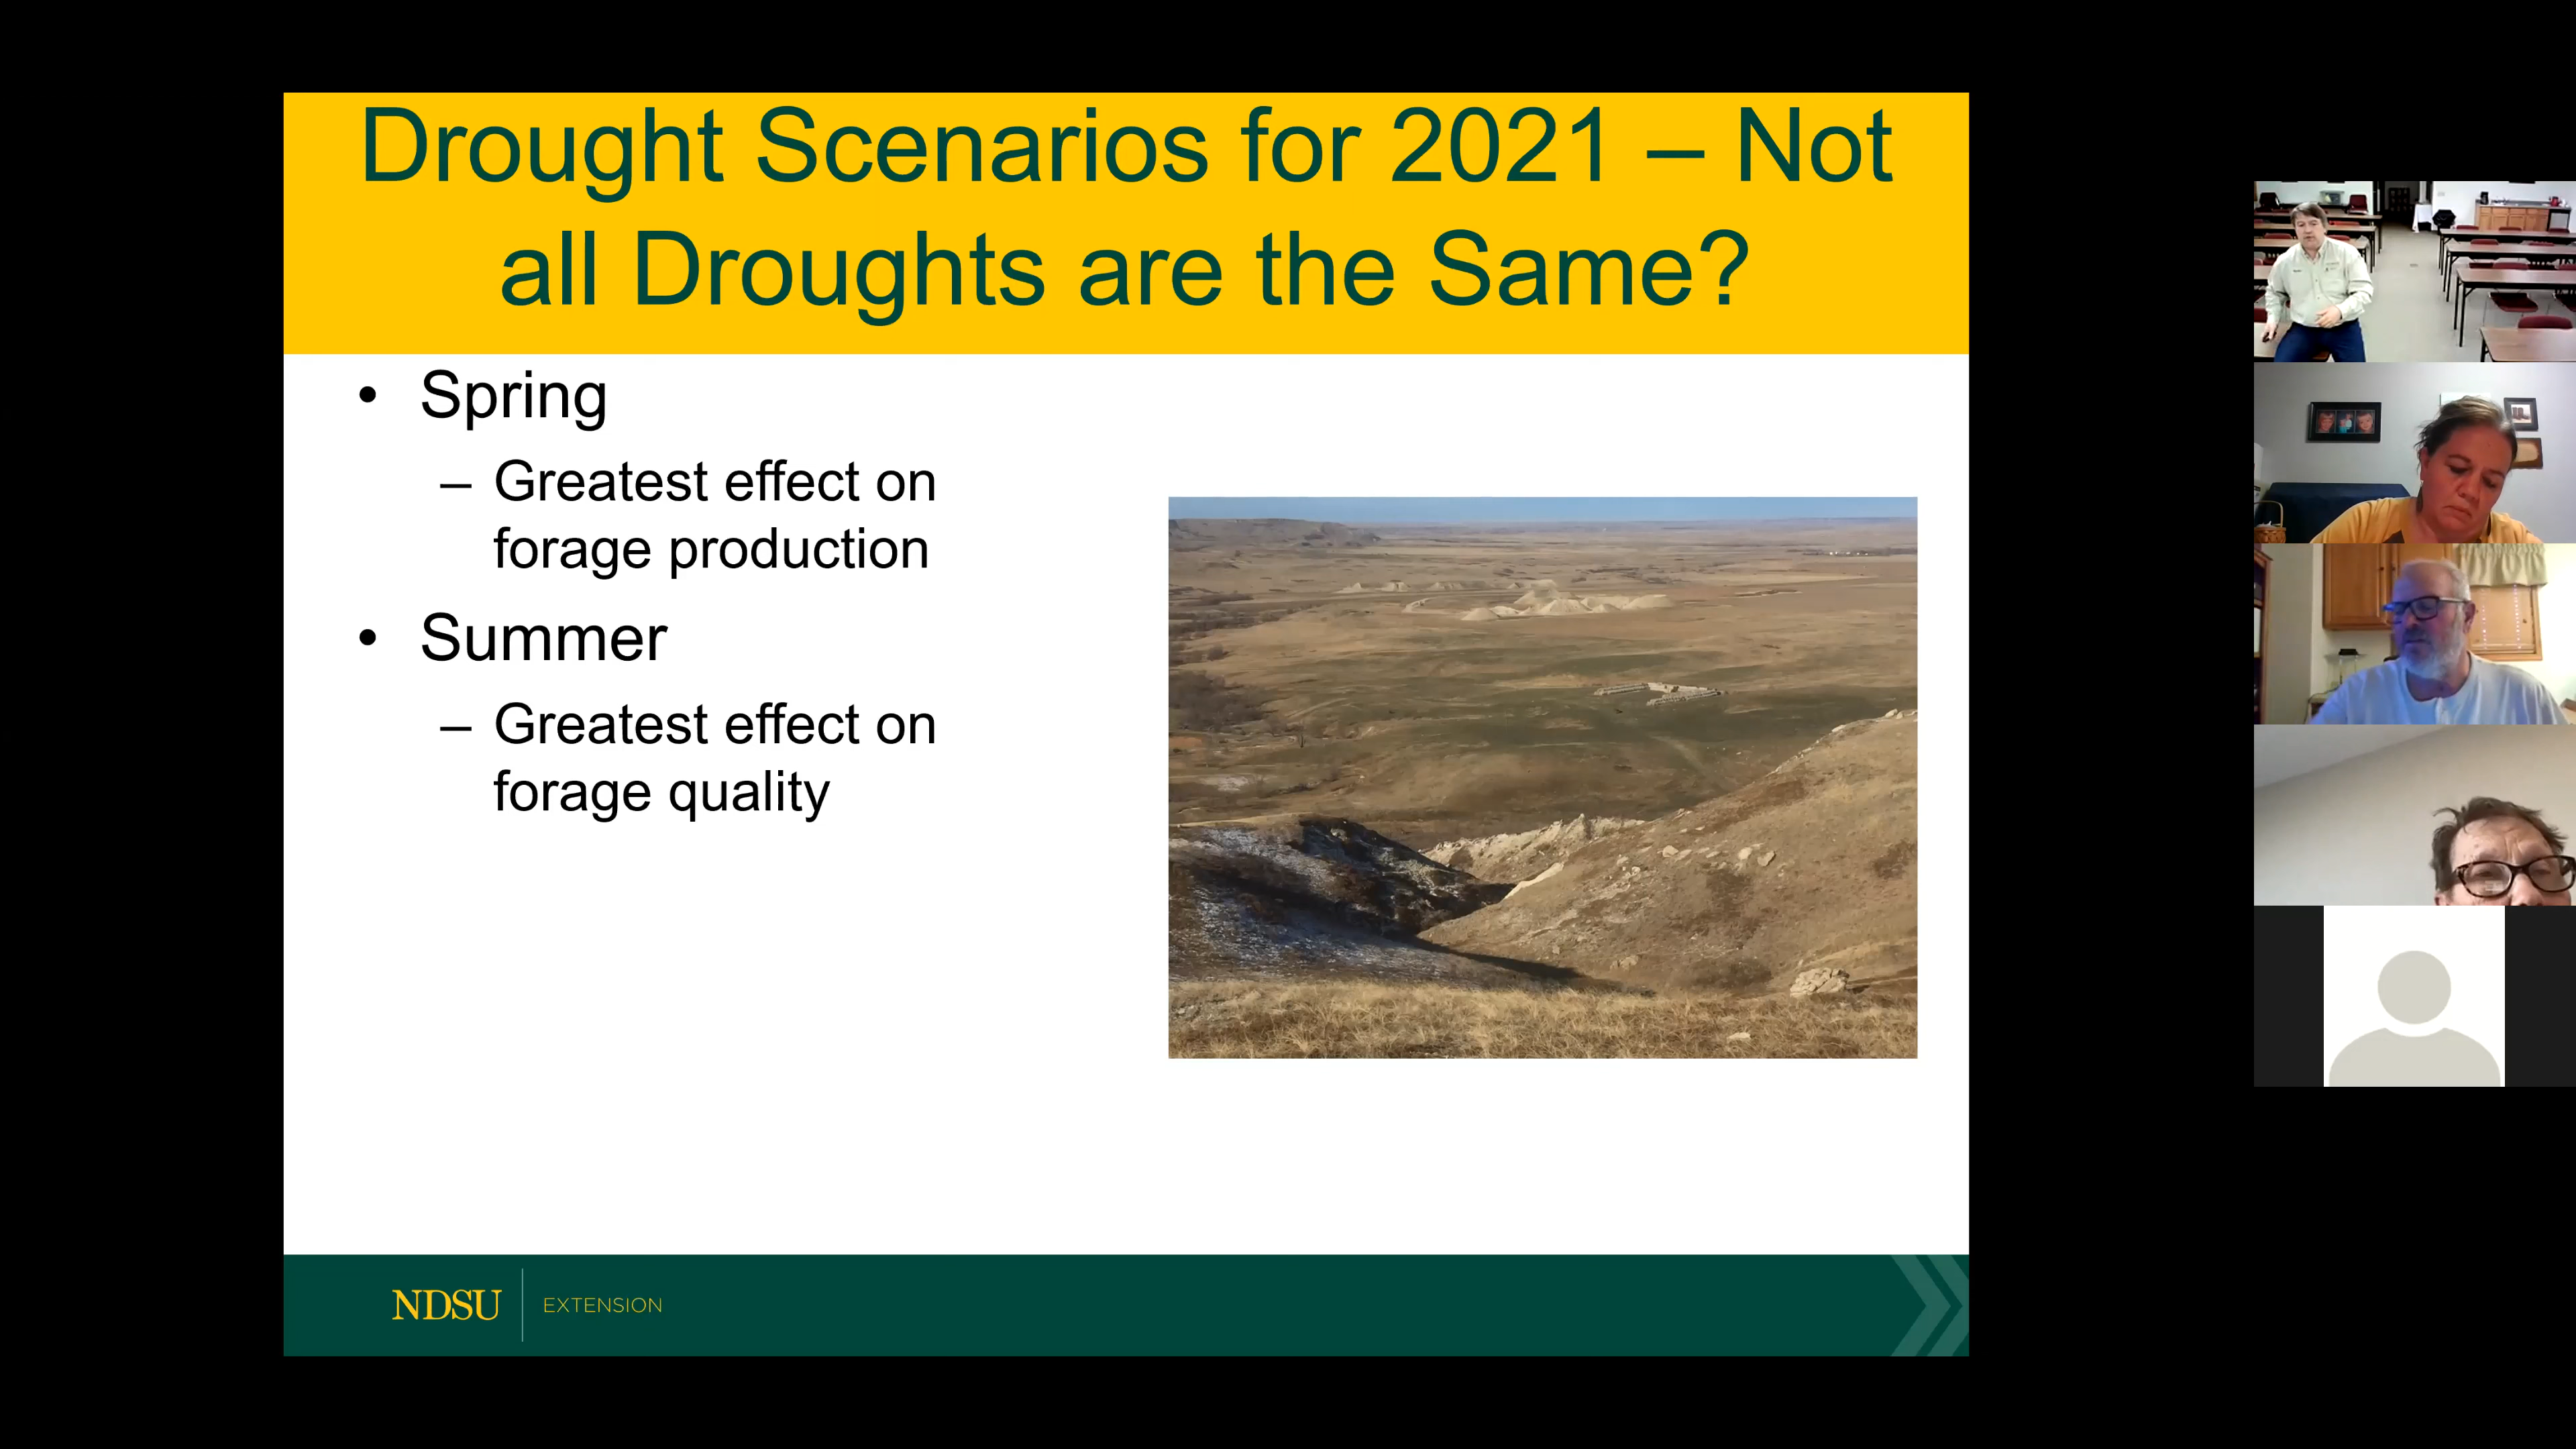 Drought Scenarios for 2021 – Not
all Droughts are the Same?
• Spring
– Greatest effect on
forage production
• Summer
– Greatest effect on
forage quality
NDSU EXTENSION